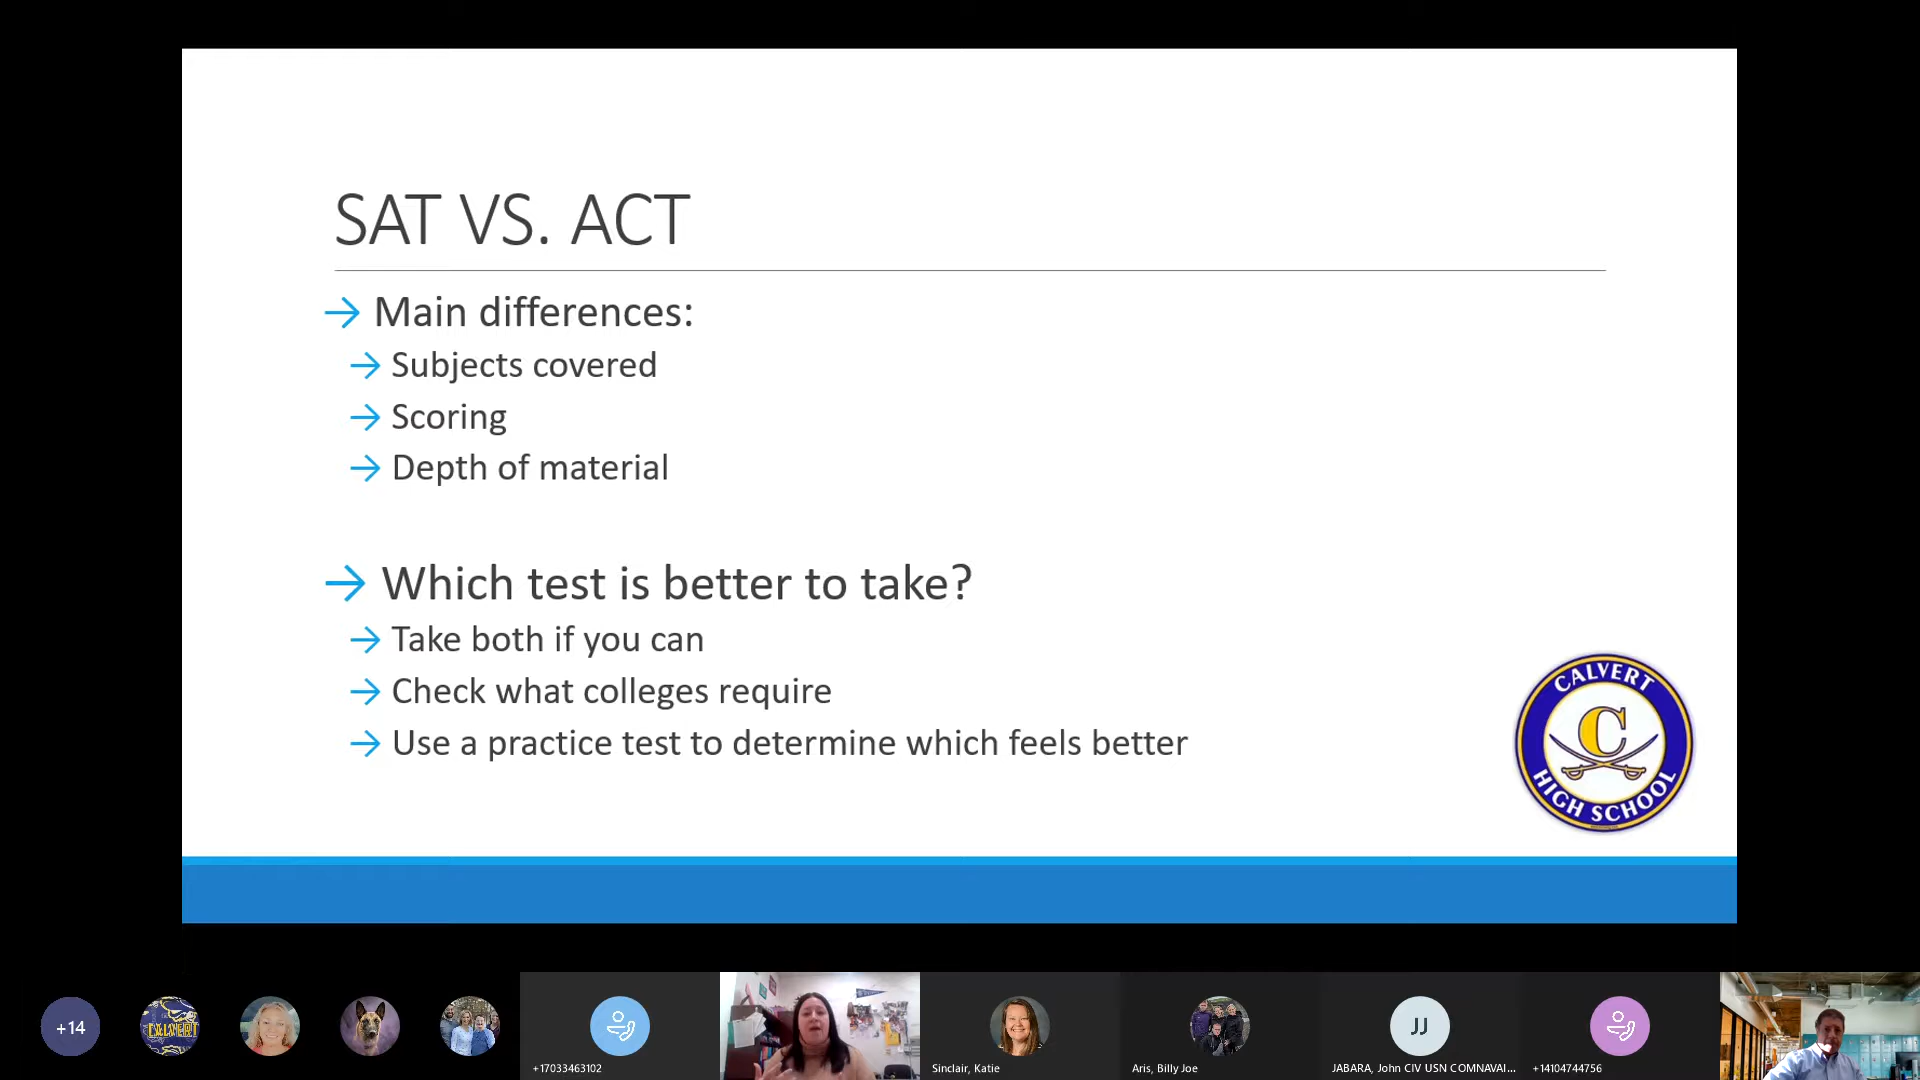 SAT VS. ACT
→ Main differences:
→ Subjects covered
→ Scoring
→ Depth of material
→ Which test is better to take?
→ Take both if you can
→ Check what colleges require
→ Use a practice test to determine which feels better
CALVERT
C
HIGH SCHOOL
+14
CALVERT
JJ
+17033463102
Sinclair, Katie
Aris, Billy Joe
JABARA, John CIV USN COMNAVAI...
+14104744756